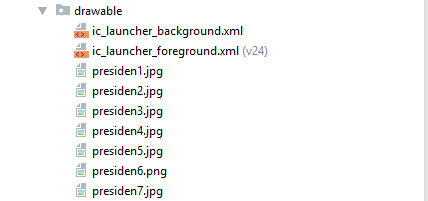 drawable
ic_launcher_background.xml
ic_launcher_foreground.xml (v24)
presiden1.jpg
presiden2.jpg
presiden3.jpg
presiden4.jpg
presiden5.jpg
presiden6.png
presiden7.jpg